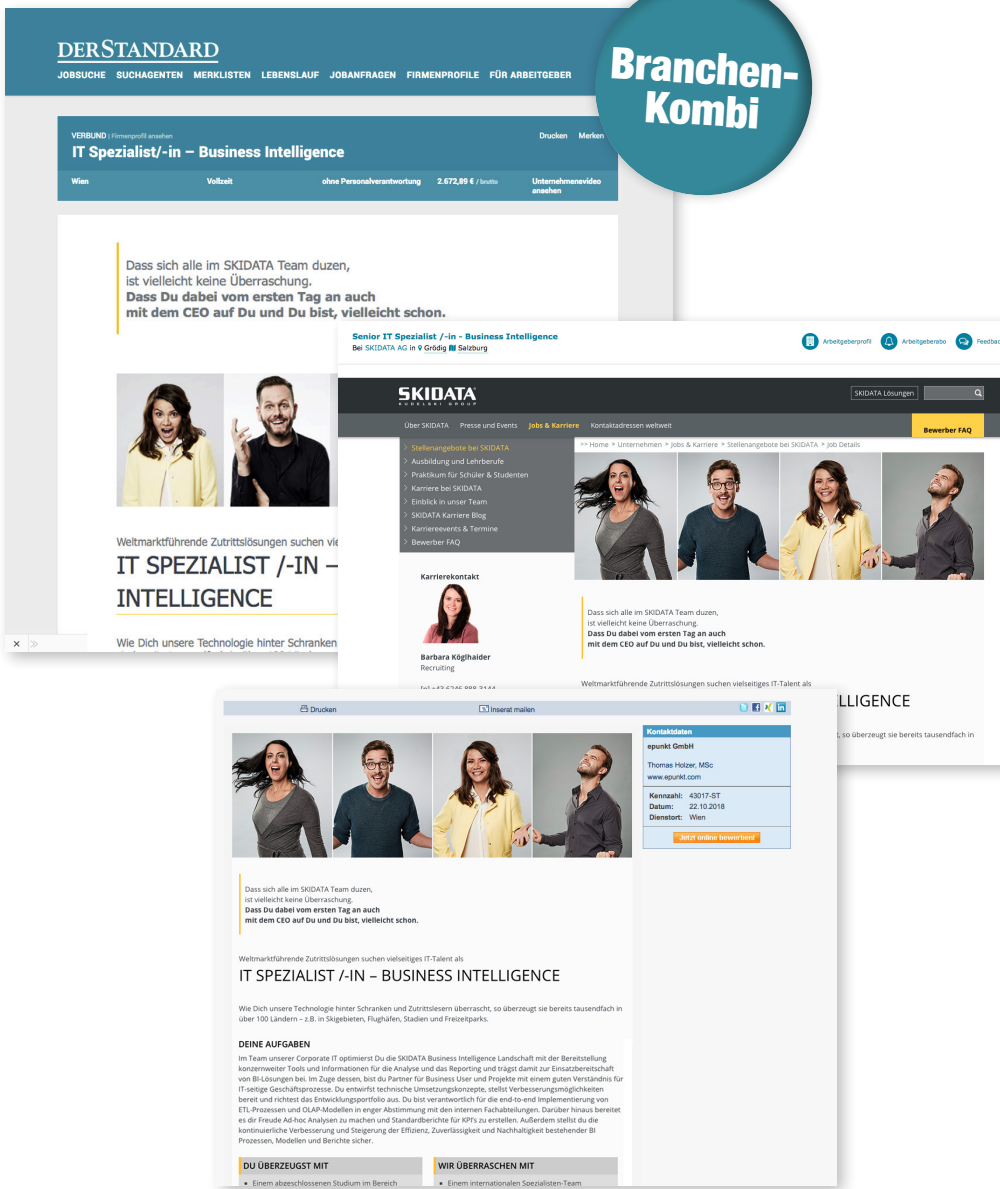 DERSTANDARD
JOBSUCHE SUCHAGENTEN MERKLISTEN LEBENSLAUF JOBANFRAGEN FIRMENPROFILE FÜR ARBEITGEBER
Branchen-
Kombi
VERBUND | Firmenprofil ansehen
Drucken Merken
IT Spezialist/-in – Business Intelligence
Wien Vollzeit ohne Personalverantwortung 2.672,89 € / brutto Unternehmensvideo
ansehen
Dass sich alle im SKIDATA Team duzen,
ist vielleicht keine Überraschung.
Dass Du dabei vom ersten Tag an auch
mit dem CEO auf Du und Du bist, vielleicht schon.
Weltmarktführende Zutrittslösungen suchen
IT SPEZIALIST /-IN –
INTELLIGENCE
Wie Dich unsere Technologie hinter Schranken
Senior IT Spezialist /-in - Business Intelligence
Bei SKIDATA AG in Grödig Salzburg
Arbeitgeberprofil Arbeitgeberabo Feedbac
SKIDATA
KUDELSKI GROUP
SKIDATA Lösungen
Über SKIDATA Presse und Events Jobs & Karriere Kontaktadressen weltweit
Bewerber FAQ
> Stellenangebote bei SKIDATA
> Ausbildung und Lehrberufe
> Praktikum für Schüler & Studenten
> Karriere bei SKIDATA
> Einblick in unser Team
> SKIDATA Karriere Blog
> Karriereevents & Termine
> Bewerber FAQ
>> Home > Unternehmen > Jobs & Karriere > Stellenangebote bei SKIDATA > Job Details
Karrierekontakt
Barbara Köglhaider
Recruiting
Dass sich alle im SKIDATA Team duzen,
ist vielleicht keine Überraschung.
Dass Du dabei vom ersten Tag an auch
mit dem CEO auf Du und Du bist, vielleicht schon.
Weltmarktführende Zutrittslösungen suchen vielseitiges IT-Talent als
LLIGENCE
, so überzeugt sie bereits tausendfach in
Drucken Inserat mailen
Kontaktdaten
epunkt GmbH
Thomas Holzer, MSc
www.epunkt.com
Kennzahl: 43017-ST
Datum: 22.10.2018
Dienstort: Wien
Jetzt online bewerben!
Dass sich alle im SKIDATA Team duzen,
ist vielleicht keine Überraschung.
Dass Du dabei vom ersten Tag an auch
mit dem CEO auf Du und Du bist, vielleicht schon.
Weltmarktführende Zutrittslösungen suchen vielseitiges IT-Talent als
IT SPEZIALIST /-IN – BUSINESS INTELLIGENCE
Wie Dich unsere Technologie hinter Schranken und Zutrittslesern überrascht, so überzeugt sie bereits tausendfach in
über 100 Ländern – z.B. in Skigebieten, Flughäfen, Stadien und Freizeitparks.
DEINE AUFGABEN
Im Team unserer Corporate IT optimierst Du die SKIDATA Business Intelligence Landschaft mit der Bereitstellung
konzernweiter Tools und Informationen für die Analyse und das Reporting und trägst damit zur Einsatzbereitschaft
von BI-Lösungen bei. Im Zuge dessen, bist du Partner für Business User und Projekte mit einem guten Verständnis für
IT-seitige Geschäftsprozesse. Du entwirfst technische Umsetzungskonzepte, stellst Verbesserungsmöglichkeiten
bereit und richtest das Entwicklungsportfolio aus. Du bist verantwortlich für die end-to-end Implementierung von
ETL-Prozessen und OLAP-Modellen in enger Abstimmung mit den internen Fachabteilungen. Darüber hinaus bereitet
es dir Freude Ad-hoc Analysen zu machen und Standardberichte für KPI's zu erstellen. Außerdem stellst du die
kontinuierliche Verbesserung und Steigerung der Effizienz, Zuverlässigkeit und Nachhaltigkeit bestehender BI
Prozessen, Modellen und Berichte sicher.
DU ÜBERZEUGST MIT
▪ Einem abgeschlossenen Studium im Bereich
WIR ÜBERRASCHEN MIT
▪ Einem internationalen Spezialisten-Team